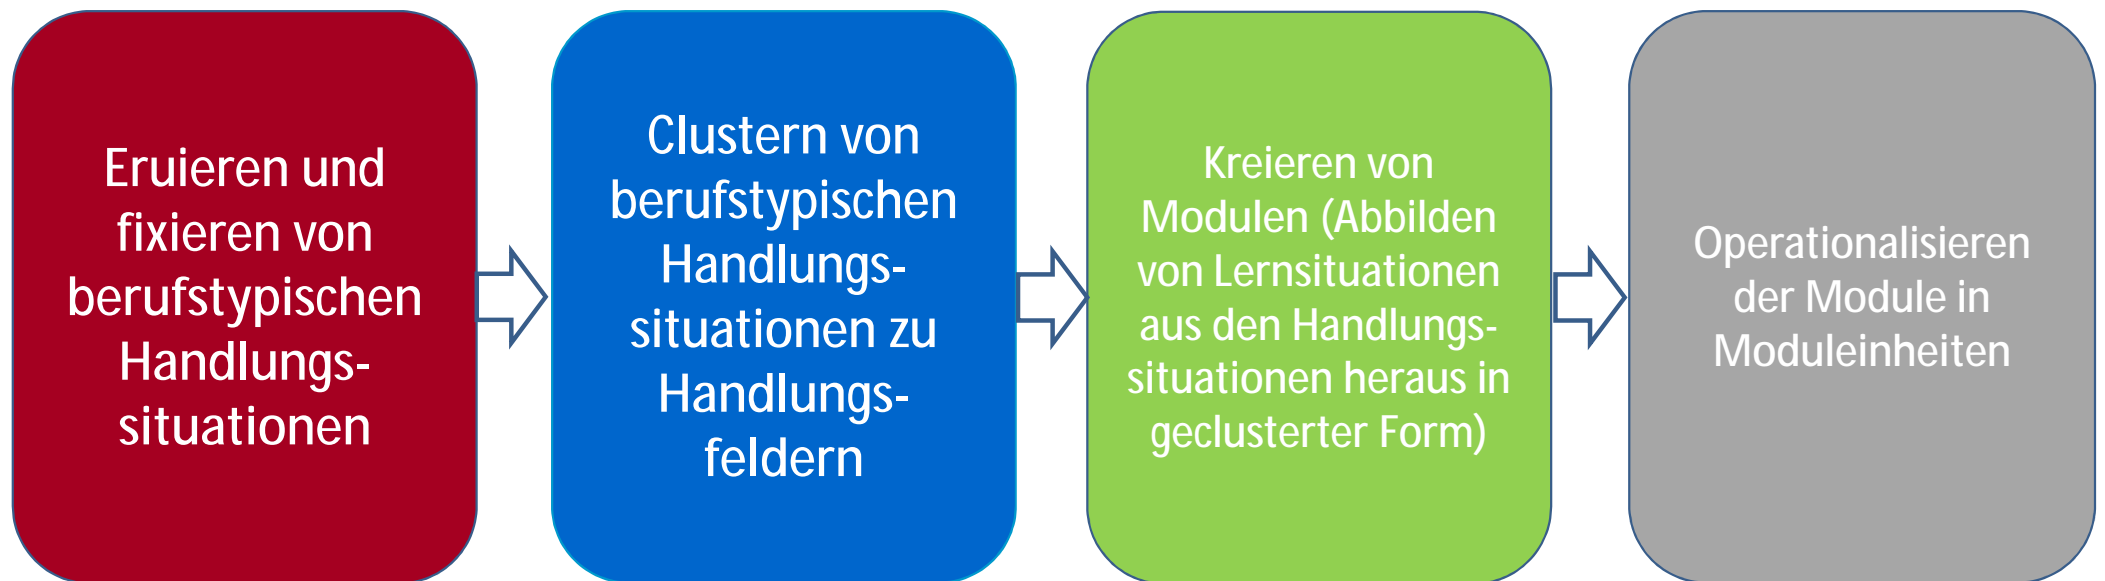 Eruieren und
fixieren von
berufstypischen
Handlungs-
situationen
Clustern von
berufstypischen
Handlungs-
situationen zu
Handlungs-
feldern
Kreieren von
Modulen (Abbilden
von Lernsituationen
aus den Handlungs-
situationen heraus in
geclusterter Form)
Operationalisieren
der Module in
Moduleinheiten